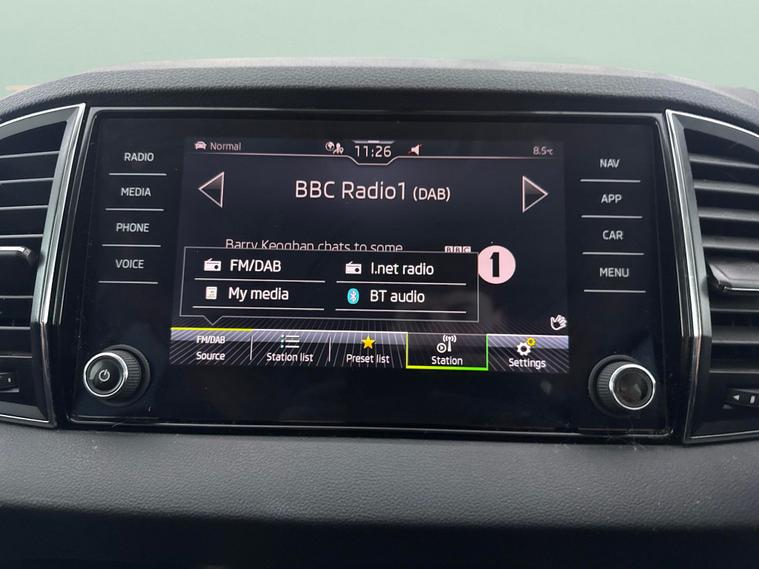 RADIO
MEDIA
PHONE
VOICE
Normal
11:26
8.5°C
BBC Radio1 (DAB)
Barry Keoghan chats to some
BBC
1
FM/DAB
I.net radio
My media
BT audio
FM/DAB
Source
Station list
Preset list
Station
Settings
NAV
APP
CAR
MENU